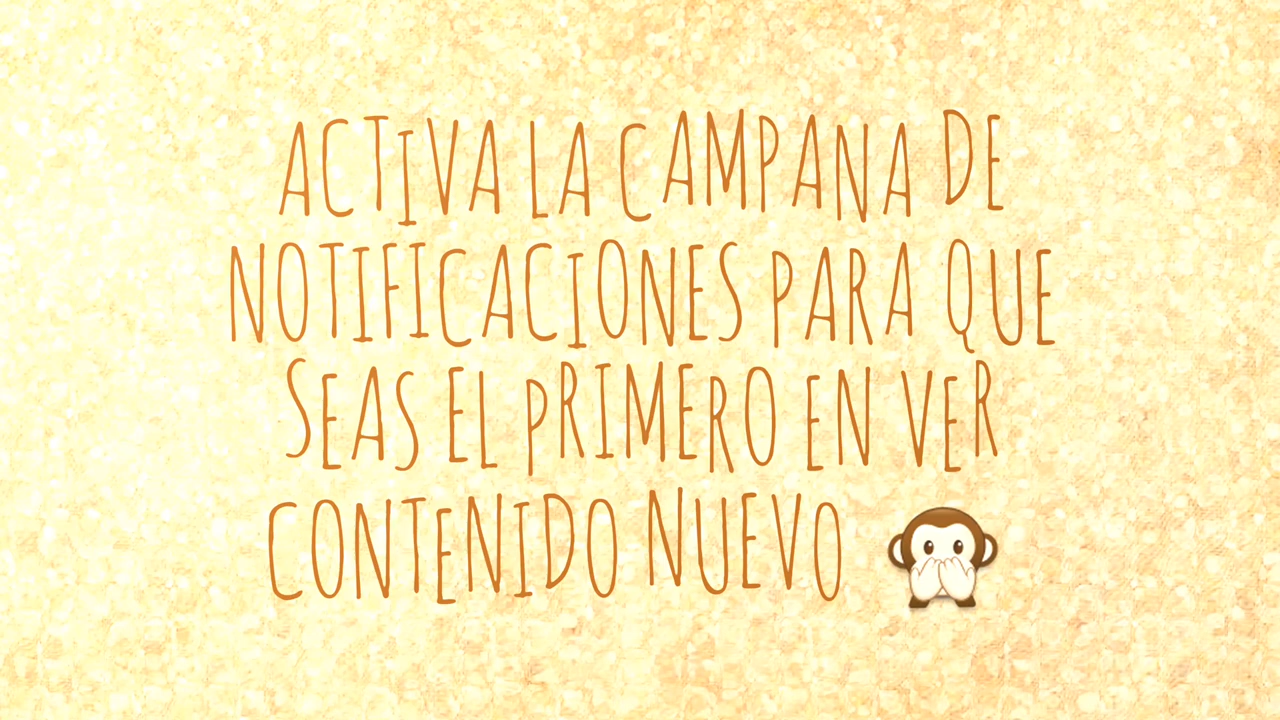 ACTIVA LA CAMPANA DE
NOTIFICACIONES PARA QUE
SEAS EL PRIMERO EN VER
CONTENIDO NUEVO 🙊